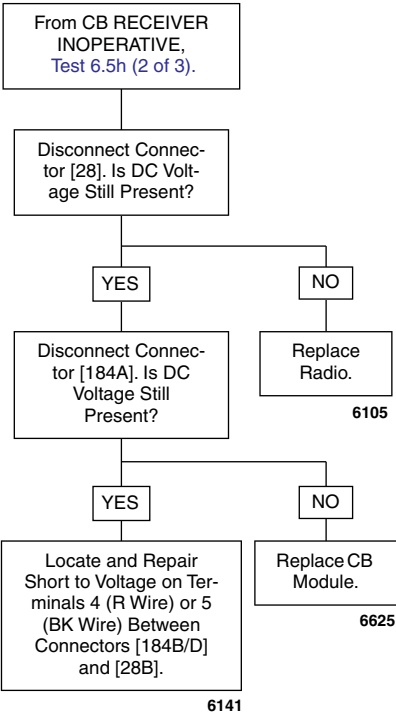 From CB RECEIVER
INOPERATIVE,
Test 6.5h (2 of 3).
Disconnect Connec-
tor [28]. Is DC Volt-
age Still Present?
YES
NO
Disconnect Connec-
tor [184A]. Is DC
Voltage Still
Present?
Replace
Radio.
6105
YES
NO
Locate and Repair
Short to Voltage on Ter-
minals 4 (R Wire) or 5
(BK Wire) Between
Connectors [184B/D]
and [28B].
6141
Replace CB
Module.
6625